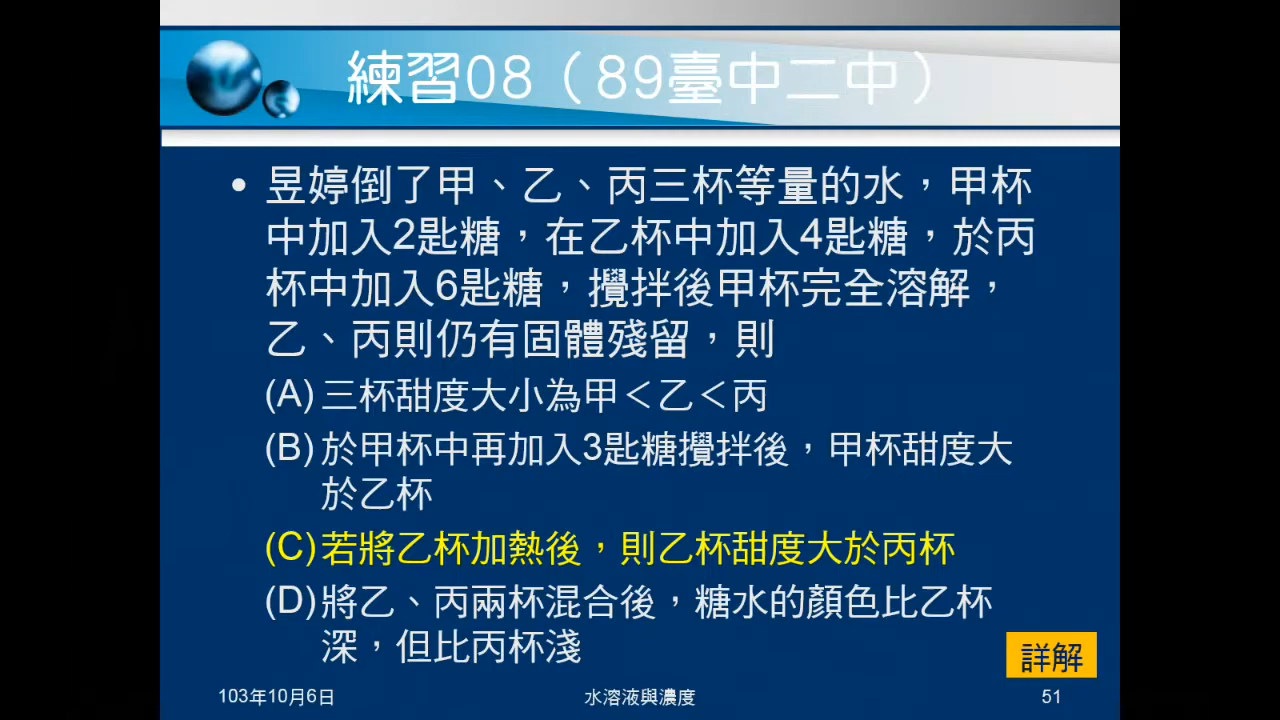 練習08（89臺中二中）
• 昱婷倒了甲、乙、丙三杯等量的水，甲杯
中加入2匙糖，在乙杯中加入4匙糖，於丙
杯中加入6匙糖，攪拌後甲杯完全溶解，
乙、丙則仍有固體殘留，則
(A) 三杯甜度大小為甲＜乙＜丙
(B) 於甲杯中再加入3匙糖攪拌後，甲杯甜度大
於乙杯
(C) 若將乙杯加熱後，則乙杯甜度大於丙杯
(D) 將乙、丙兩杯混合後，糖水的顏色比乙杯
深，但比丙杯淺
詳解
103年10月6日
水溶液與濃度
51